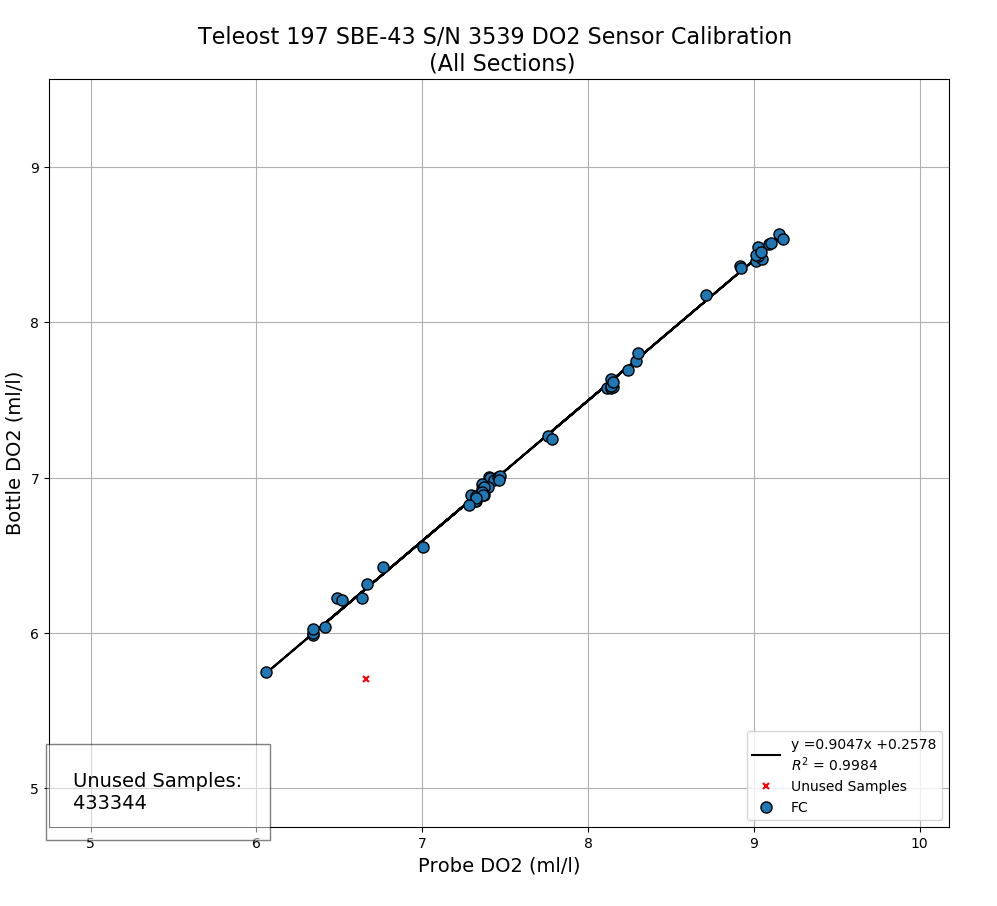 Teleost 197 SBE-43 S/N 3539 DO2 Sensor Calibration
(All Sections)
Bottle DO2 (ml/l)
9
8
7
6
5
Unused Samples:
433344
y =0.9047x +0.2578
R² = 0.9984
Unused Samples
FC
5 6 7 8 9 10
Probe DO2 (ml/l)